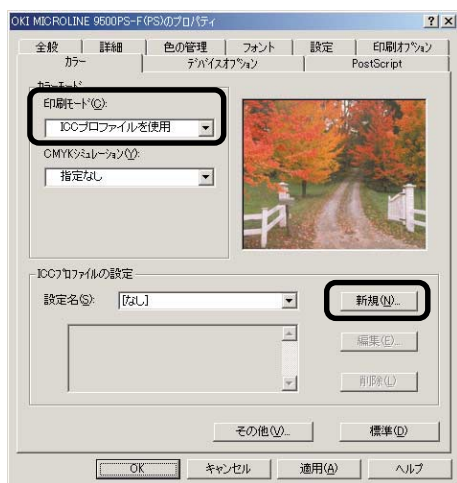 OKI MICROLINE 9500PS-F(PS)のプロパティ
全般 詳細 色の管理 フォント 設定 印刷オプション
カラー デバイスオプション PostScript
カラーモード
印刷モード(C):
ICCプロファイルを使用
CMYKシミュレーション(Y):
指定なし
ICCプロファイルの設定
設定名(S): [なし] 新規(N)...
編集(E)...
削除(L)
その他(V)... 標準(D)
OK キャンセル 適用(A) ヘルプ